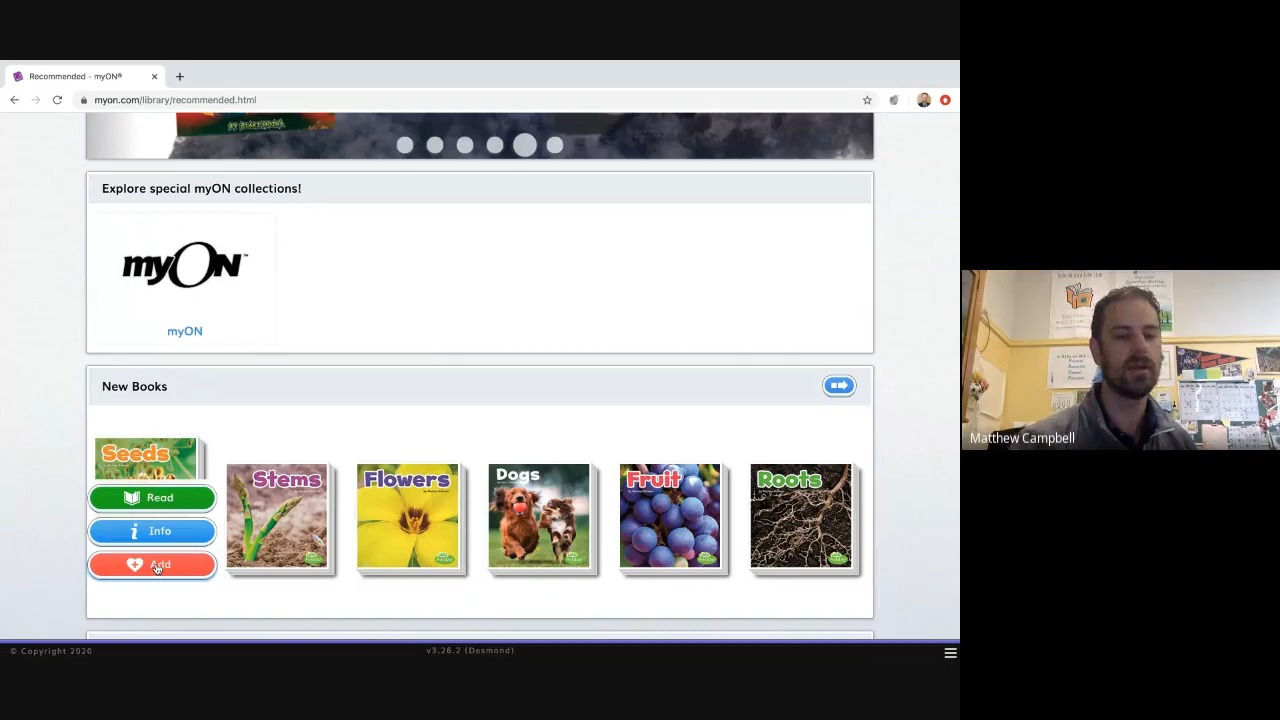 Recommended - myON®
myon.com/library/recommended.html
Explore special myON collections!
myON™
myON
New Books
Seeds
Read
Info
Add
Stems
Flowers
Dogs
Fruit
Roots
Matthew Campbell
© Copyright 2020
v3.26.2 (Desmond)